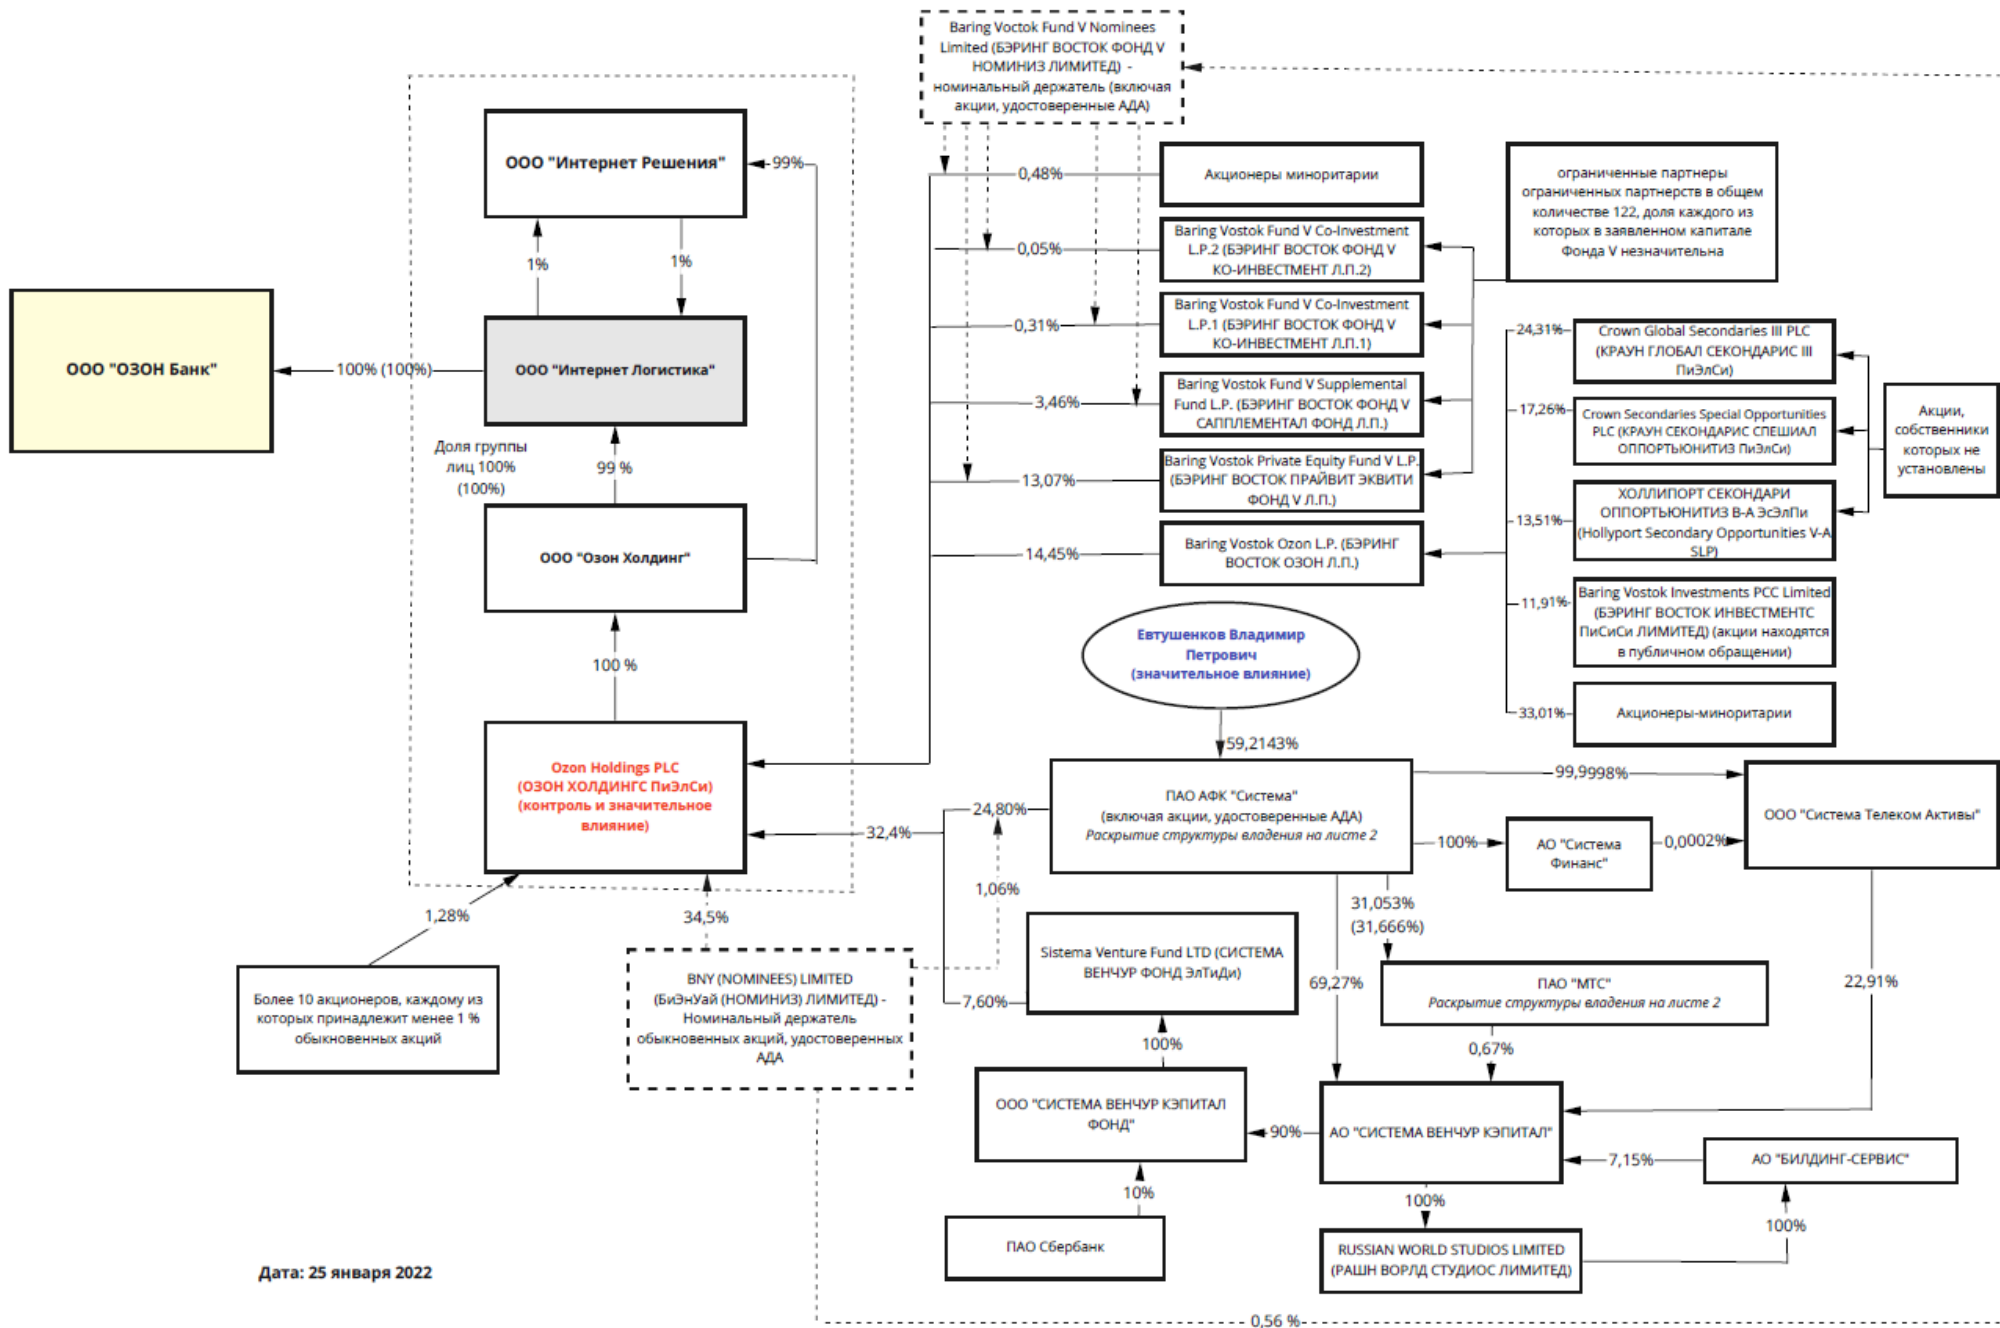 Baring Voctok Fund V Nominees
Limited (БЭРИНГ ВОСТОК ФОНД V
НОМИНИЗ ЛИМИТЕД) -
номинальный держатель (включая
акции, удостоверенные АДА)
ООО "Интернет Решения"
99%
1%
1%
ООО "ОЗОН Банк"
100% (100%)
ООО "Интернет Логистика"
Доля группы
лиц 100%
(100%)
99 %
ООО "Озон Холдинг"
100 %
Ozon Holdings PLC
(ОЗОН ХОЛДИНГС ПиЭлСи)
(контроль и значительное
влияние)
1,28%
34,5%
Более 10 акционеров, каждому из
которых принадлежит менее 1 %
обыкновенных акций
BNY (NOMINEES) LIMITED
(БиЭнУай (НОМИНИЗ) ЛИМИТЕД) -
Номинальный держатель
обыкновенных акций, удостоверенных
АДА
0,48%
Акционеры миноритарии
0,05%
Baring Vostok Fund V Co-Investment
L.P.2 (БЭРИНГ ВОСТОК ФОНД V
КО-ИНВЕСТМЕНТ Л.П.2)
0,31%
Baring Vostok Fund V Co-Investment
L.P.1 (БЭРИНГ ВОСТОК ФОНД V
КО-ИНВЕСТМЕНТ Л.П.1)
3,46%
Baring Vostok Fund V Supplemental
Fund L.P. (БЭРИНГ ВОСТОК ФОНД V
САППЛЕМЕНТАЛ ФОНД Л.П.)
13,07%
Baring Vostok Private Equity Fund V L.P.
(БЭРИНГ ВОСТОК ПРАЙВИТ ЭКВИТИ
ФОНД V Л.П.)
14,45%
Baring Vostok Ozon L.P. (БЭРИНГ
ВОСТОК ОЗОН Л.П.)
ограниченные партнеры
ограниченных партнерств в общем
количестве 122, доля каждого из
которых в заявленном капитале
Фонда V незначительна
24,31%
Crown Global Secondaries III PLC
(КРАУН ГЛОБАЛ СЕКОНДАРИС III
ПиЭлСи)
17,26%
Crown Secondaries Special Opportunities
PLC (КРАУН СЕКОНДАРИС СПЕШИАЛ
ОППОРТЬЮНИТИЗ ПиЭлСи)
13,51%
ХОЛЛИПОРТ СЕКОНДАРИ
ОППОРТЬЮНИТИЗ В-А ЭсЭлПи
(Hollyport Secondary Opportunities V-A
SLP)
11,91%
Baring Vostok Investments PCC Limited
(БЭРИНГ ВОСТОК ИНВЕСТМЕНТС
ПиСиСи ЛИМИТЕД) (акции находятся
в публичном обращении)
33,01%
Акционеры-миноритарии
Акции,
собственники
которых не
установлены
Евтушенков Владимир
Петрович
(значительное влияние)
59,2143%
ПАО АФК "Система"
(включая акции, удостоверенные АДА)
Раскрытие структуры владения на листе 2
32,4%
24,80%
1,06%
7,60%
99,9998%
ООО "Система Телеком Активы"
100%
АО "Система
Финанс"
0,0002%
31,053%
(31,666%)
Sistema Venture Fund LTD (СИСТЕМА
ВЕНЧУР ФОНД ЭлТиДи)
69,27%
ПАО "МТС"
Раскрытие структуры владения на листе 2
22,91%
100%
0,67%
ООО "СИСТЕМА ВЕНЧУР КЭПИТАЛ
ФОНД"
90%
АО "СИСТЕМА ВЕНЧУР КЭПИТАЛ"
7,15%
АО "БИЛДИНГ-СЕРВИС"
10%
100%
100%
ПАО Сбербанк
RUSSIAN WORLD STUDIOS LIMITED
(РАШН ВОРЛД СТУДИОС ЛИМИТЕД)
Дата: 25 января 2022
0,56 %